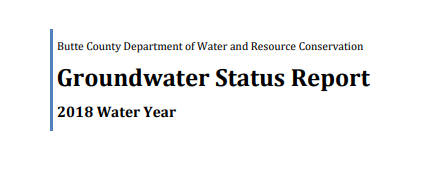 Butte County Department of Water and Resource Conservation
Groundwater Status Report
2018 Water Year